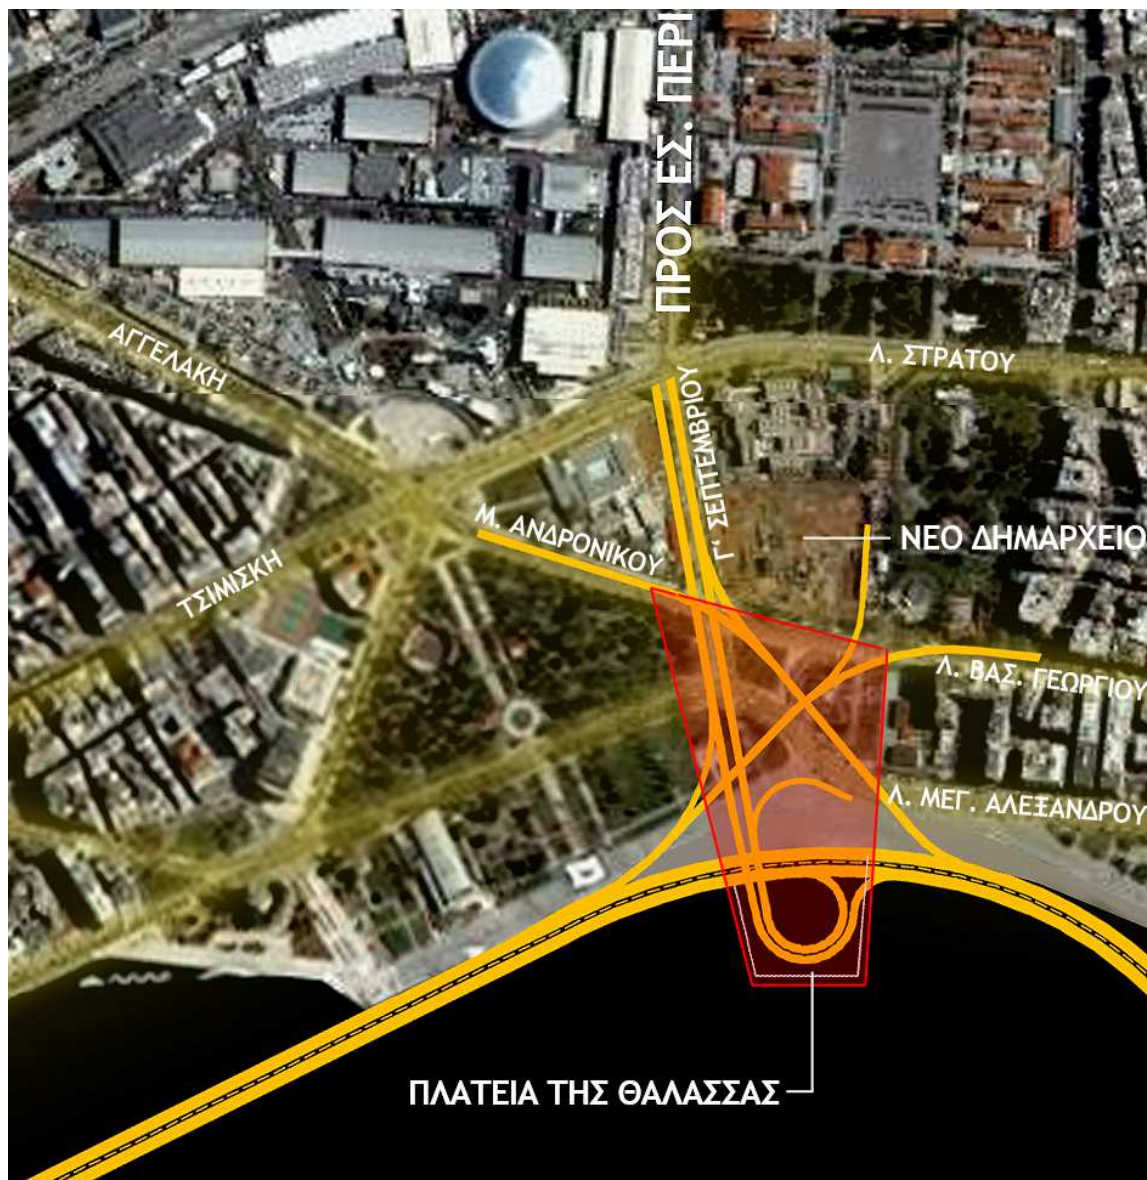 ΠΡΟΣ ΕΣ. ΠΕΡΙ
ΑΓΓΕΛΑΚΗ
Λ. ΣΤΡΑΤΟΥ
Γ' ΣΕΠΤΕΜΒΡΙΟΥ
Μ. ΑΝΔΡΟΝΙΚΟΥ
ΝΕΟ ΔΗΜΑΡΧΕΙΟ
ΤΣΙΜΙΣΚΗ
Λ. ΒΑΣ. ΓΕΩΡΓΙΟΥ
Λ. ΜΕΓ. ΑΛΕΞΑΝΔΡΟΥ
ΠΛΑΤΕΙΑ ΤΗΣ ΘΑΛΑΣΣΑΣ